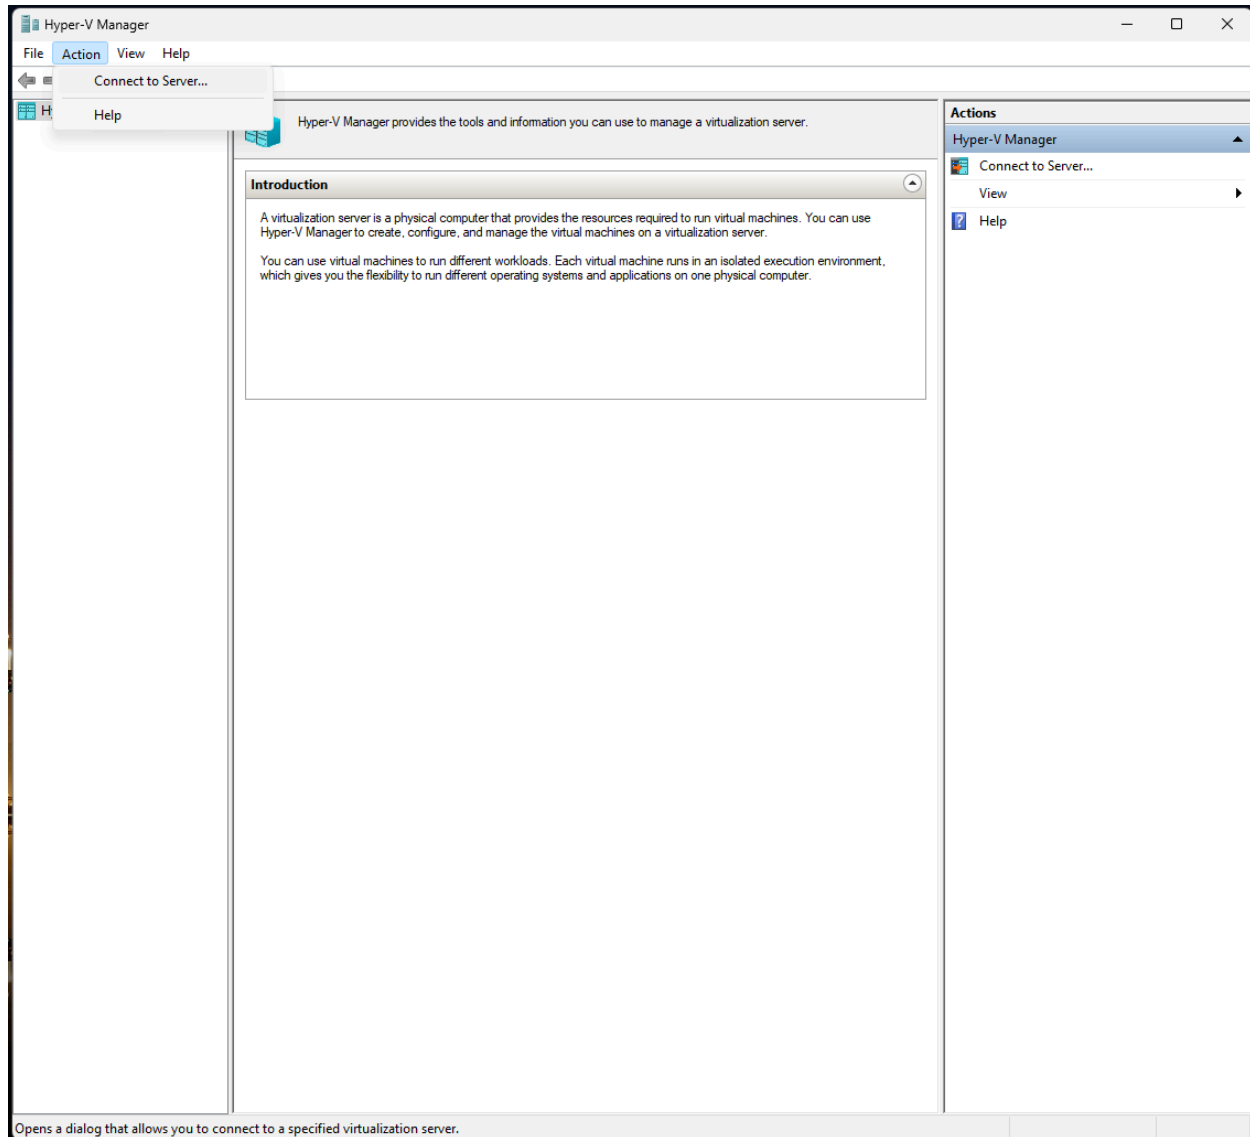 Hyper-V Manager
File Action View Help
Connect to Server...
Help
H
Hyper-V Manager provides the tools and information you can use to manage a virtualization server.
Introduction
A virtualization server is a physical computer that provides the resources required to run virtual machines. You can use
Hyper-V Manager to create, configure, and manage the virtual machines on a virtualization server.
You can use virtual machines to run different workloads. Each virtual machine runs in an isolated execution environment,
which gives you the flexibility to run different operating systems and applications on one physical computer.
Actions
Hyper-V Manager
Connect to Server...
View
Help
Opens a dialog that allows you to connect to a specified virtualization server.